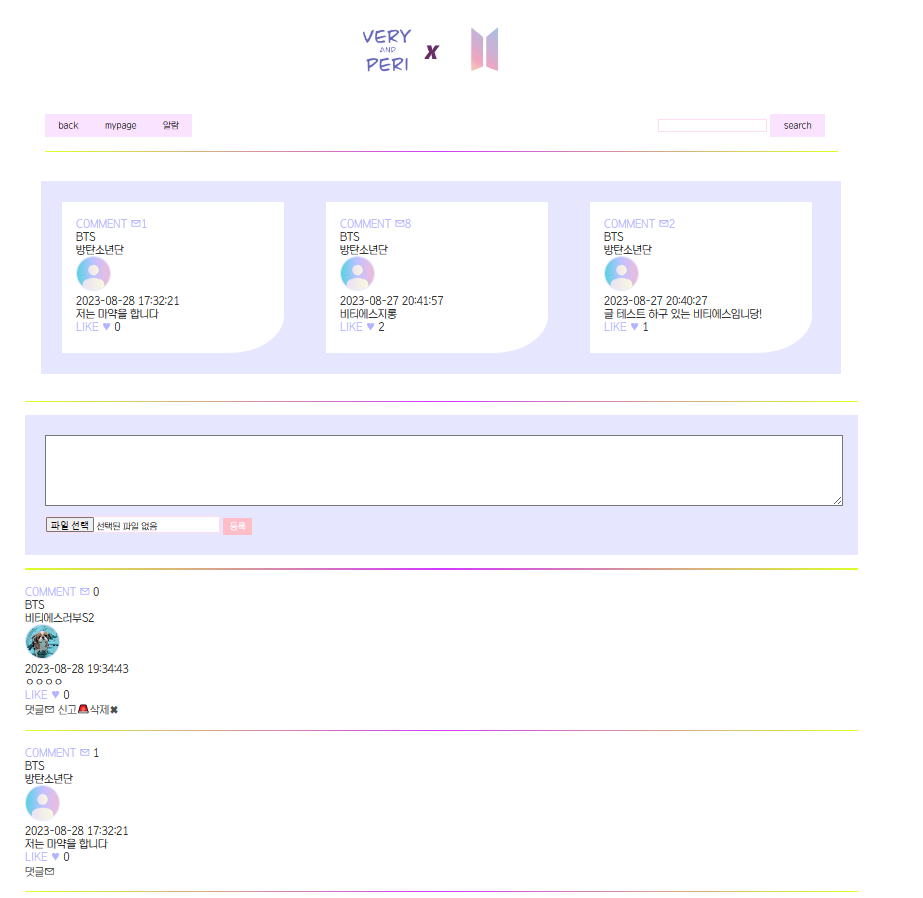 VERY
AND
PERI
X
back mypage 알람 search
COMMENT ✉1
BTS
방탄소년단
2023-08-28 17:32:21
저는 마약을 합니다
LIKE ♥ 0
COMMENT ✉8
BTS
방탄소년단
2023-08-27 20:41:57
비티에스지롱
LIKE ♥ 2
COMMENT ✉2
BTS
방탄소년단
2023-08-27 20:40:27
글 테스트 하구 있는 비티에스임니당!
LIKE ♥ 1
파일 선택 선택된 파일 없음 등록
COMMENT ✉ 0
BTS
비티에스러부S2
2023-08-28 19:34:43
ㅇㅇㅇㅇ
LIKE ♥ 0
댓글✉ 신고🚨삭제✖
COMMENT ✉ 1
BTS
방탄소년단
2023-08-28 17:32:21
저는 마약을 합니다
LIKE ♥ 0
댓글✉